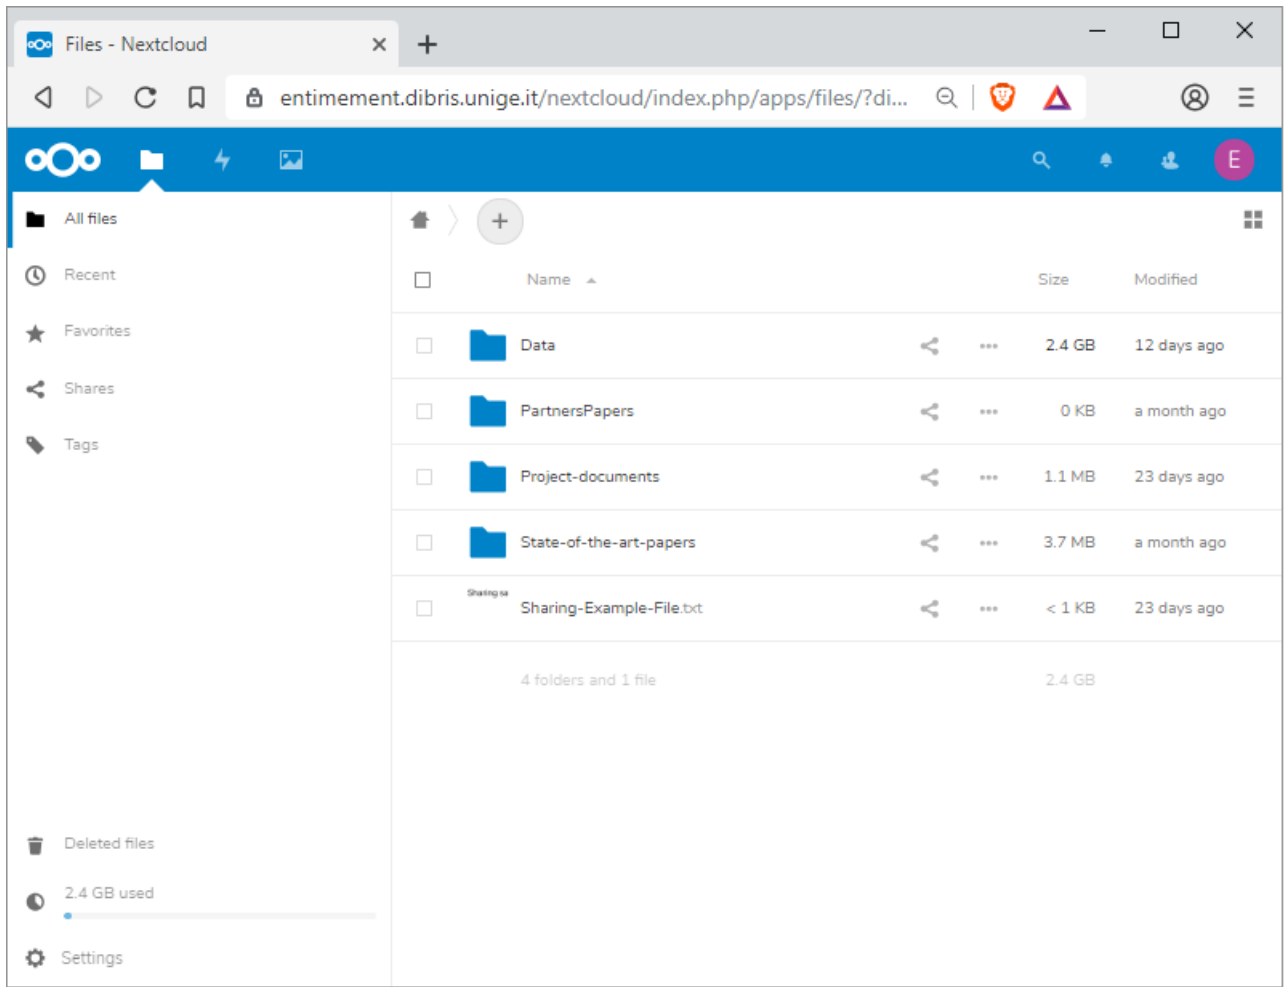 Files - Nextcloud
entimement.dibris.unige.it/nextcloud/index.php/apps/files/?di...
E
All files
Recent
Favorites
Shares
Tags
Name Size Modified
Data 2.4 GB 12 days ago
PartnersPapers 0 KB a month ago
Project-documents 1.1 MB 23 days ago
State-of-the-art-papers 3.7 MB a month ago
Sharing sa
Sharing-Example-File.txt < 1 KB 23 days ago
4 folders and 1 file 2.4 GB
Deleted files
2.4 GB used
Settings